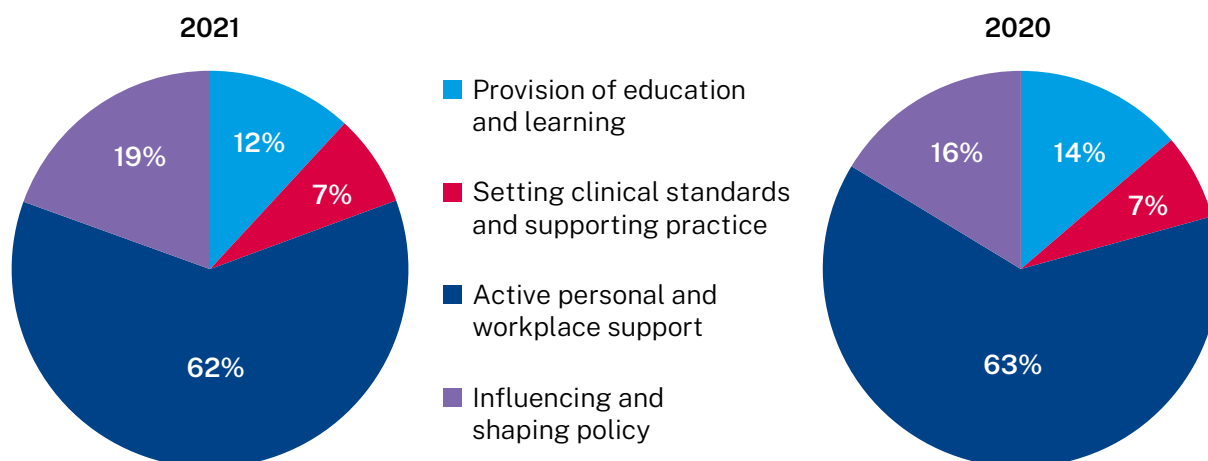 2021
19%
12%
7%
62%
Provision of education
and learning
Setting clinical standards
and supporting practice
Active personal and
workplace support
Influencing and
shaping policy
2020
16%
14%
7%
63%